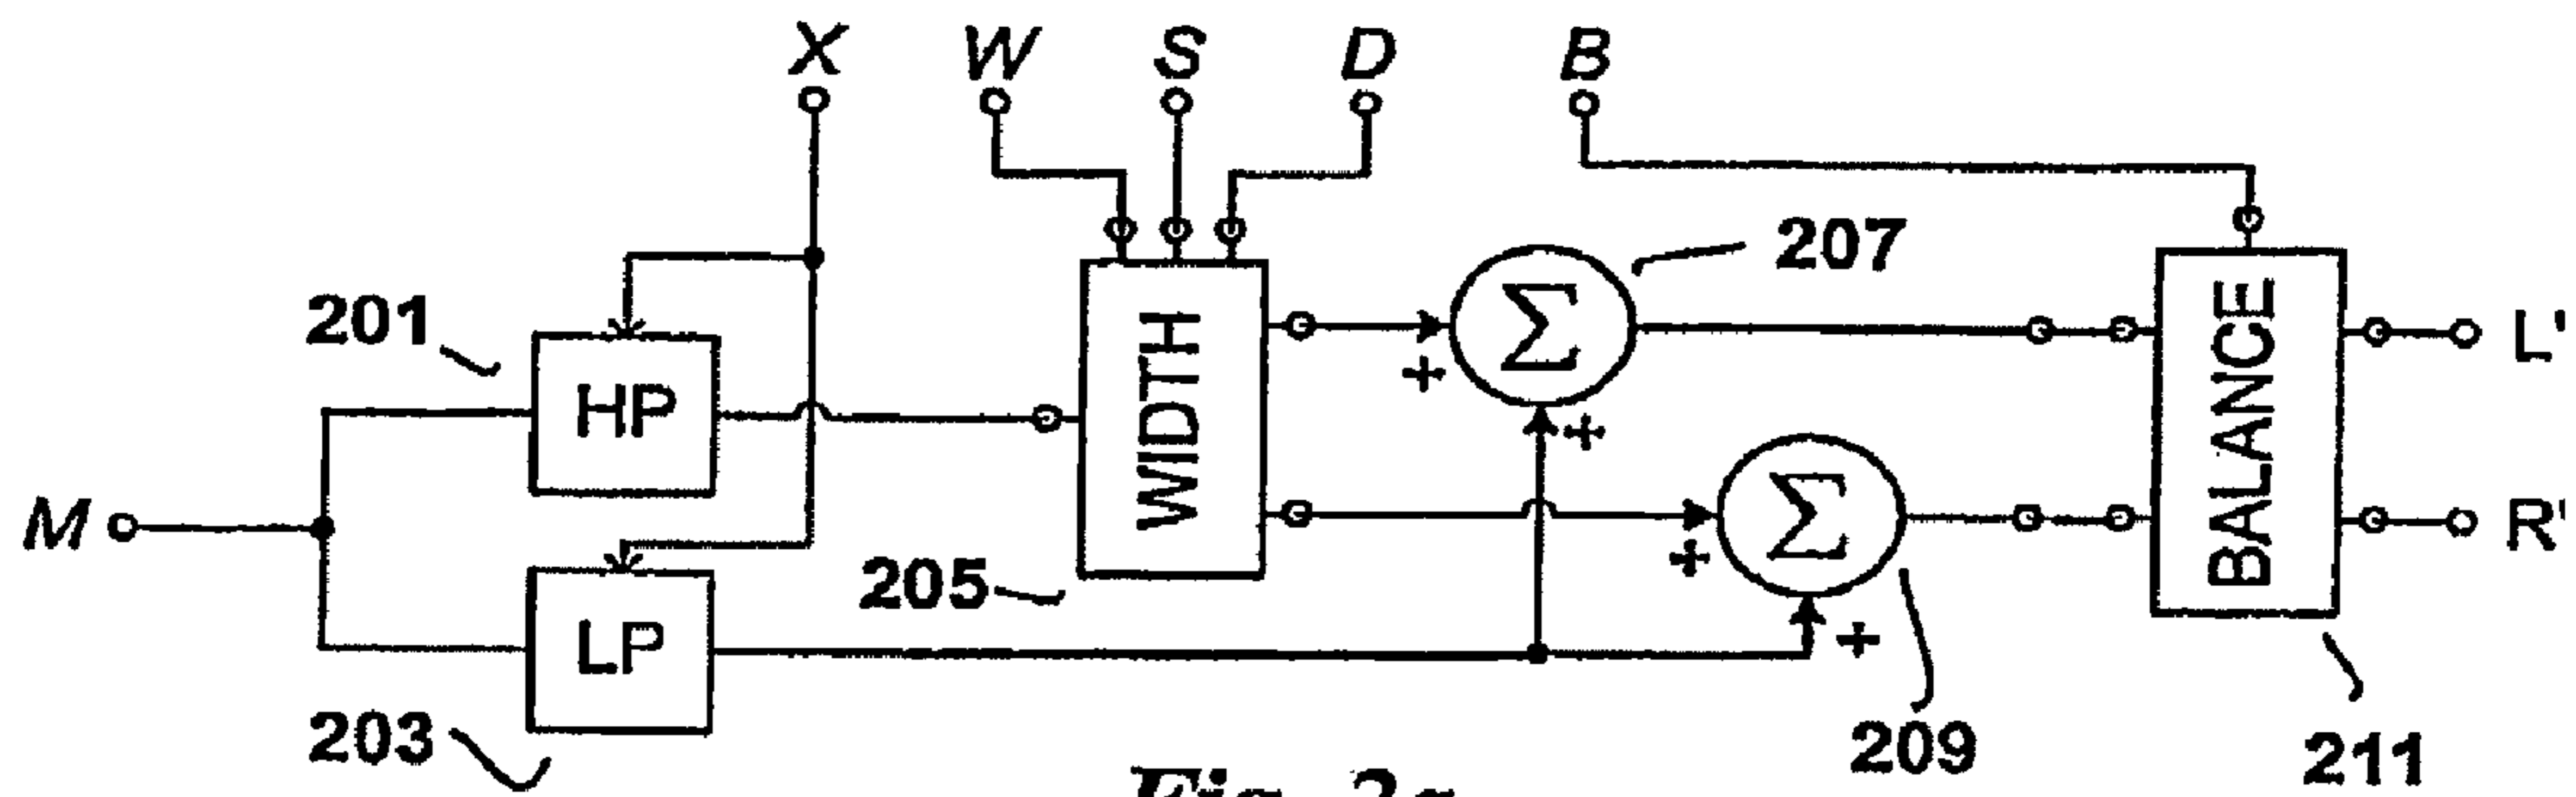 X W S D B
207
201
HP
WIDTH
Σ
BALANCE
L'
M
Σ
R'
205
LP
203
209
211